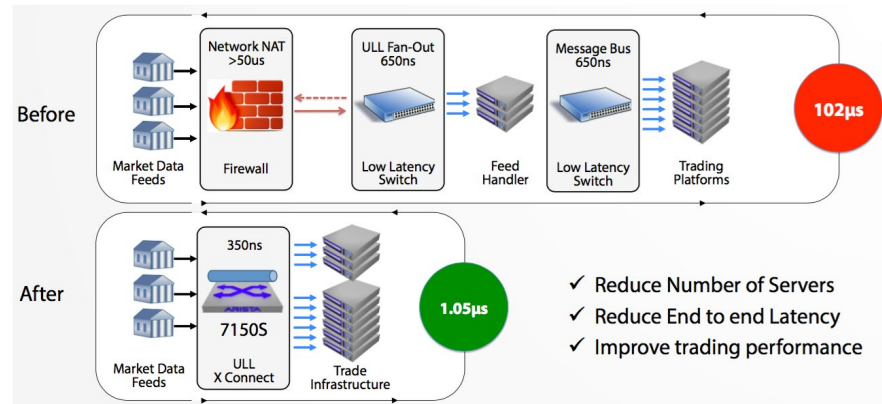 Before
Network NAT
>50us
ULL Fan-Out
650ns
Message Bus
650ns
102µs
Market Data
Feeds
Firewall
Low Latency
Switch
Feed
Handler
Low Latency
Switch
Trading
Platforms
After
350ns
ARISTA
7150S
ULL
X Connect
Market Data
Feeds
Trade
Infrastructure
1.05µs
✓ Reduce Number of Servers
✓ Reduce End to end Latency
✓ Improve trading performance